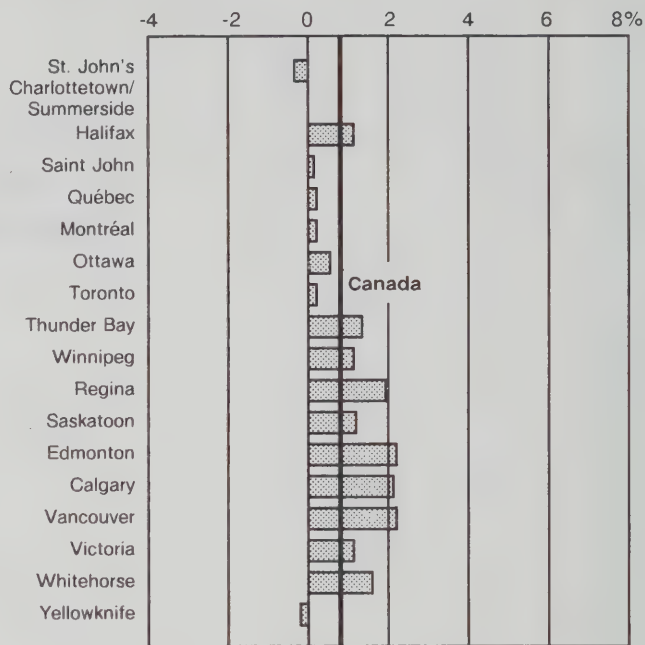 -4 -2 0 2 4 6 8%
St. John's
Charlottetown/
Summerside
Halifax
Saint John
Québec
Montréal
Ottawa
Toronto
Canada
Thunder Bay
Winnipeg
Regina
Saskatoon
Edmonton
Calgary
Vancouver
Victoria
Whitehorse
Yellowknife